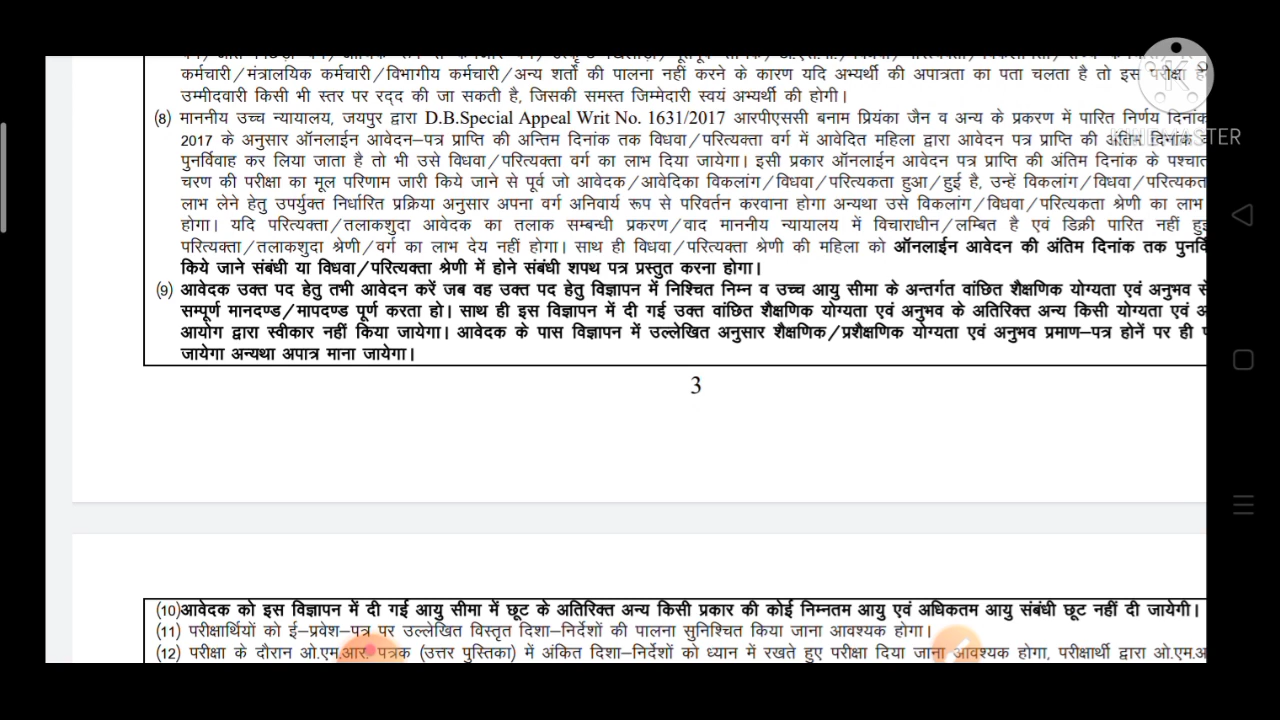 कर्मचारी/मंत्रालयिक कर्मचारी/विभागीय कर्मचारी/अन्य शर्तो की पालना नहीं करने के कारण यदि अभ्यर्थी की अपात्रता का पता चलता है तो इस परीक्षा
उम्मीदवारी किसी भी स्तर पर रद्द की जा सकती है, जिसकी समस्त जिम्मेदारी स्वयं अभ्यर्थी की होगी।
(8) माननीय उच्च न्यायालय, जयपुर द्वारा D.B.Special Appeal Writ No. 1631/2017 आरपीएससी बनाम प्रियंका जैन व अन्य के प्रकरण में पारित निर्णय दिनांक
2017 के अनुसार ऑनलाईन आवेदन–पत्र प्राप्ति की अन्तिम दिनांक तक विधवा/परित्यक्ता वर्ग में आवेदित महिला द्वारा आवेदन पत्र प्राप्ति की अंतिम दिनांक
KINEMASTER
पुनर्विवाह कर लिया जाता है तो भी उसे विधवा/परित्यक्ता वर्ग का लाभ दिया जायेगा। इसी प्रकार ऑनलाईन आवेदन पत्र प्राप्ति की अंतिम दिनांक के पश्चात
चरण की परीक्षा का मूल परिणाम जारी किये जाने से पूर्व जो आवेदक/आवेदिका विकलांग/विधवा/परित्यकता हुआ/हुई है, उन्हें विकलांग/विधवा/परित्यकत
लाभ लेने हेतु उपर्युक्त निर्धारित प्रक्रिया अनुसार अपना वर्ग अनिवार्य रूप से परिवर्तन करवाना होगा अन्यथा उसे विकलांग/विधवा/परित्यकता श्रेणी का लाभ
होगा। यदि परित्यक्ता/तलाकशुदा आवेदक का तलाक सम्बन्धी प्रकरण/वाद माननीय न्यायालय में विचाराधीन/लम्बित है एवं डिक्री पारित नहीं हुई
परित्यक्ता/तलाकशुदा श्रेणी/वर्ग का लाभ देय नहीं होगा। साथ ही विधवा/परित्यक्ता श्रेणी की महिला को ऑनलाईन आवेदन की अंतिम दिनांक तक पुनर्वि
किये जाने संबंधी या विधवा/परित्यक्ता श्रेणी में होने संबंधी शपथ पत्र प्रस्तुत करना होगा।
(9) आवेदक उक्त पद हेतु तभी आवेदन करें जब वह उक्त पद हेतु विज्ञापन में निश्चित निम्न व उच्च आयु सीमा के अन्तर्गत वांछित शैक्षणिक योग्यता एवं अनुभव से
सम्पूर्ण मानदण्ड/मापदण्ड पूर्ण करता हो। साथ ही इस विज्ञापन में दी गई उक्त वांछित शैक्षणिक योग्यता एवं अनुभव के अतिरिक्त अन्य किसी योग्यता एवं अ
आयोग द्वारा स्वीकार नहीं किया जायेगा। आवेदक के पास विज्ञापन में उल्लेखित अनुसार शैक्षणिक/प्रशैक्षणिक योग्यता एवं अनुभव प्रमाण–पत्र होनें पर ही
जायेगा अन्यथा अपात्र माना जायेगा।
3
(10)आवेदक को इस विज्ञापन में दी गई आयु सीमा में छूट के अतिरिक्त अन्य किसी प्रकार की कोई निम्नतम आयु एवं अधिकतम आयु संबंधी छूट नहीं दी जायेगी।
(11) परीक्षार्थियों को ई–प्रवेश–पत्र पर उल्लेखित विस्तृत दिशा–निर्देशों की पालना सुनिश्चित किया जाना आवश्यक होगा।
(12) परीक्षा के दौरान ओ.एम.आर. पत्रक (उत्तर पुस्तिका) में अंकित दिशा–निर्देशों को ध्यान में रखते हुए परीक्षा दिया जाना आवश्यक होगा, परीक्षार्थी द्वारा ओ.एम.अ